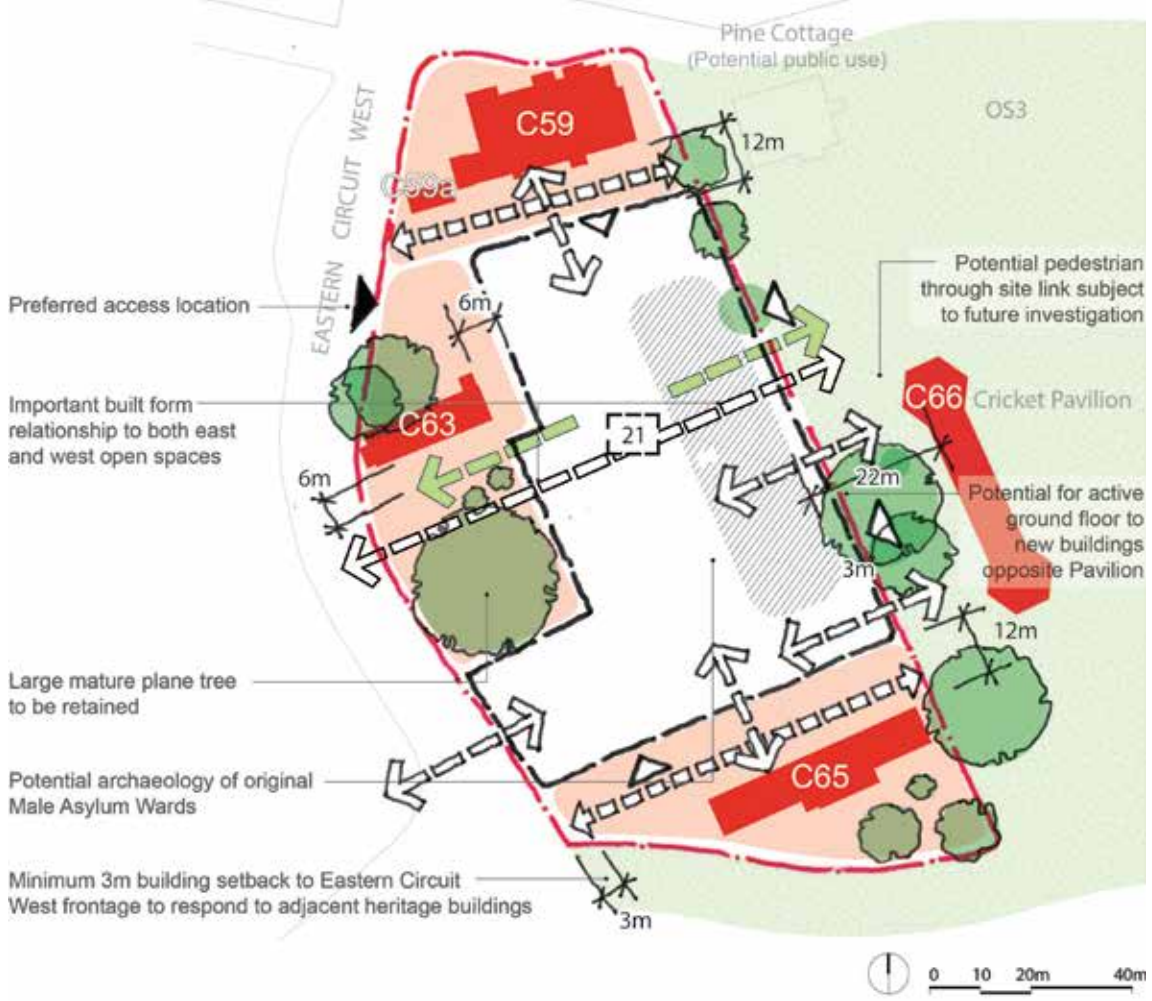 Pine Cottage
(Potential public use)
OS3
EASTERN CIRCUIT WEST
C59
C59a
12m
Preferred access location
6m
Potential pedestrian
through site link subject
to future investigation
Important built form
relationship to both east
and west open spaces
C63
21
C66
Cricket Pavilion
6m
22m
Potential for active
ground floor to
new buildings
opposite Pavilion
3m
12m
Large mature plane tree
to be retained
Potential archaeology of original
Male Asylum Wards
C65
Minimum 3m building setback to Eastern Circuit
West frontage to respond to adjacent heritage buildings
3m
0 10 20m 40m